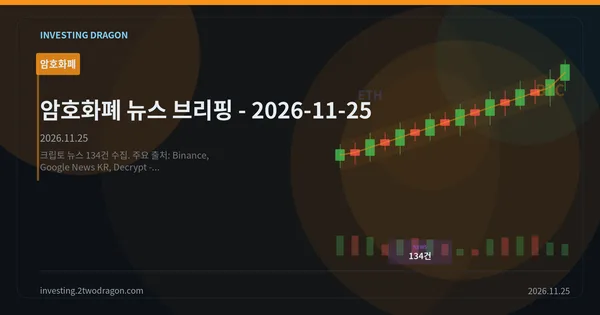 INVESTING DRAGON
암호화폐
암호화폐 뉴스 브리핑 - 2026-11-25
2026.11.25
크립토 뉴스 134건 수집. 주요 출처: Binance,
Google News KR, Decrypt -...
ETH
BTC
134건
investing.2twodragon.com
2026.11.25